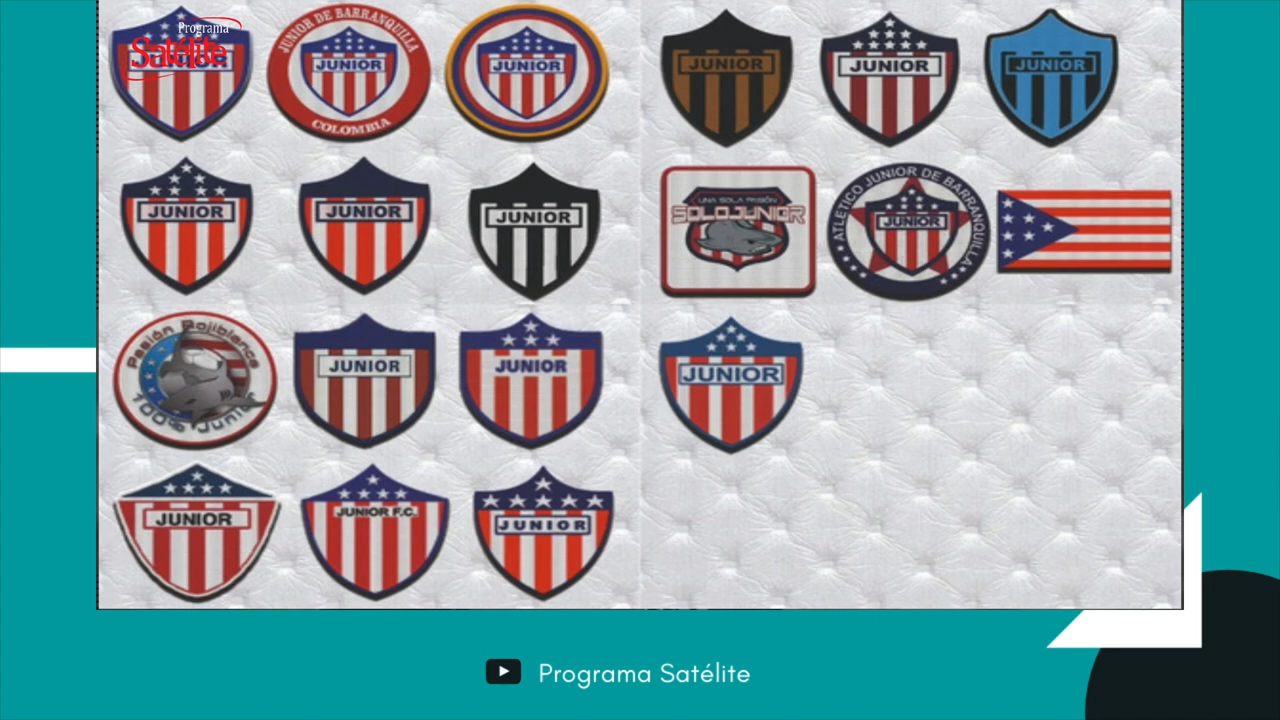 Programa
Satélite
JUNIOR
JUNIOR DE BARRANQUILLA
JUNIOR
COLOMBIA
JUNIOR
JUNIOR
JUNIOR
JUNIOR
JUNIOR
JUNIOR
JUNIOR
UNA SOLA PASIÓN
SOLOJUNIOR
ATLETICO JUNIOR DE BARRANQUILLA
JUNIOR
Pasión Rojiblanca
100% Junior
JUNIOR
JUNIOR
JUNIOR
JUNIOR
JUNIOR F.C.
JUNIOR
Programa Satélite